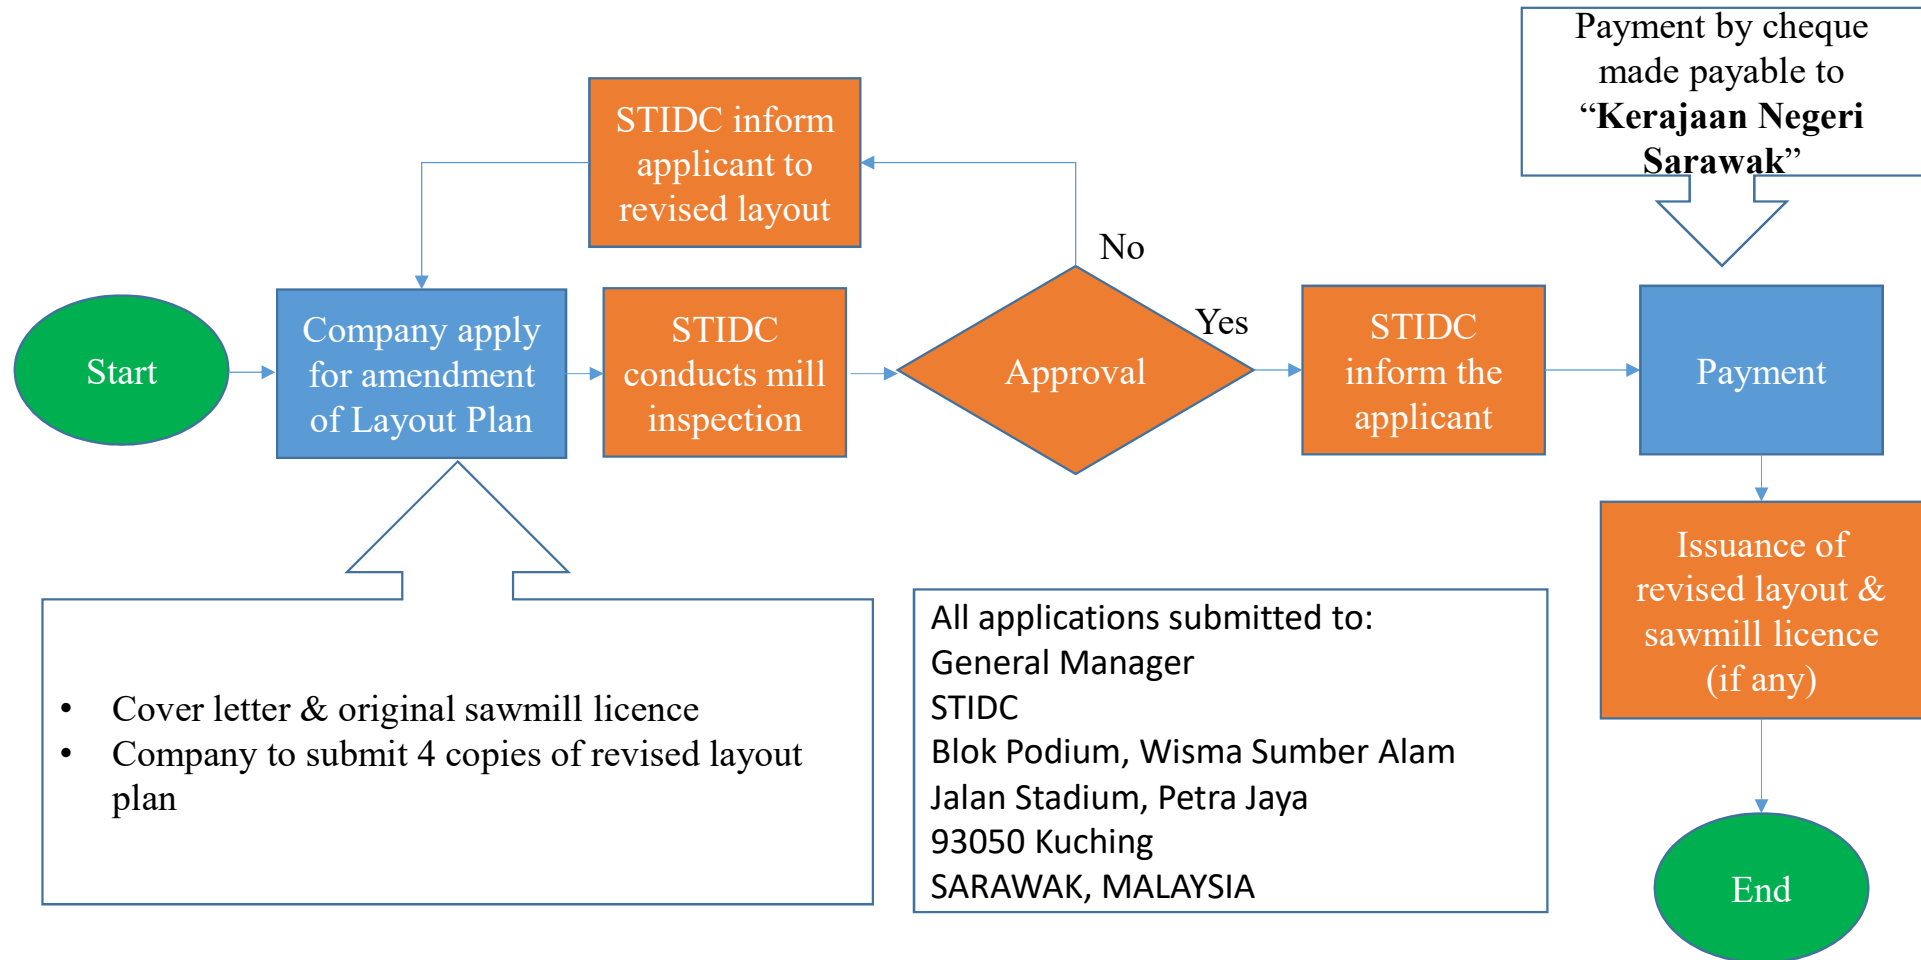 Payment by cheque
made payable to
“Kerajaan Negeri
Sarawak”
STIDC inform
applicant to
revised layout
No
Yes
Start
Company apply
for amendment
of Layout Plan
STIDC
conducts mill
inspection
Approval
STIDC
inform the
applicant
Payment
Issuance of
revised layout &
sawmill licence
(if any)
• Cover letter & original sawmill licence
• Company to submit 4 copies of revised layout
plan
All applications submitted to:
General Manager
STIDC
Blok Podium, Wisma Sumber Alam
Jalan Stadium, Petra Jaya
93050 Kuching
SARAWAK, MALAYSIA
End